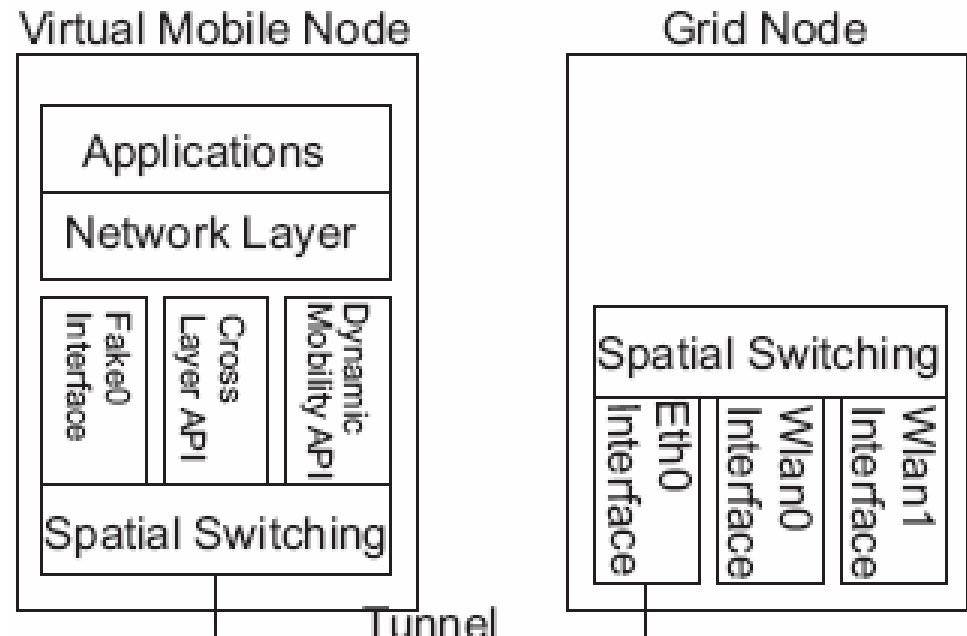 Virtual Mobile Node
Applications
Network Layer
Fake0
Interface
Cross
Layer API
Dynamic
Mobility API
Spatial Switching
Grid Node
Spatial Switching
Eth0
Interface
Wlan0
Interface
Wlan1
Interface
Tunnel